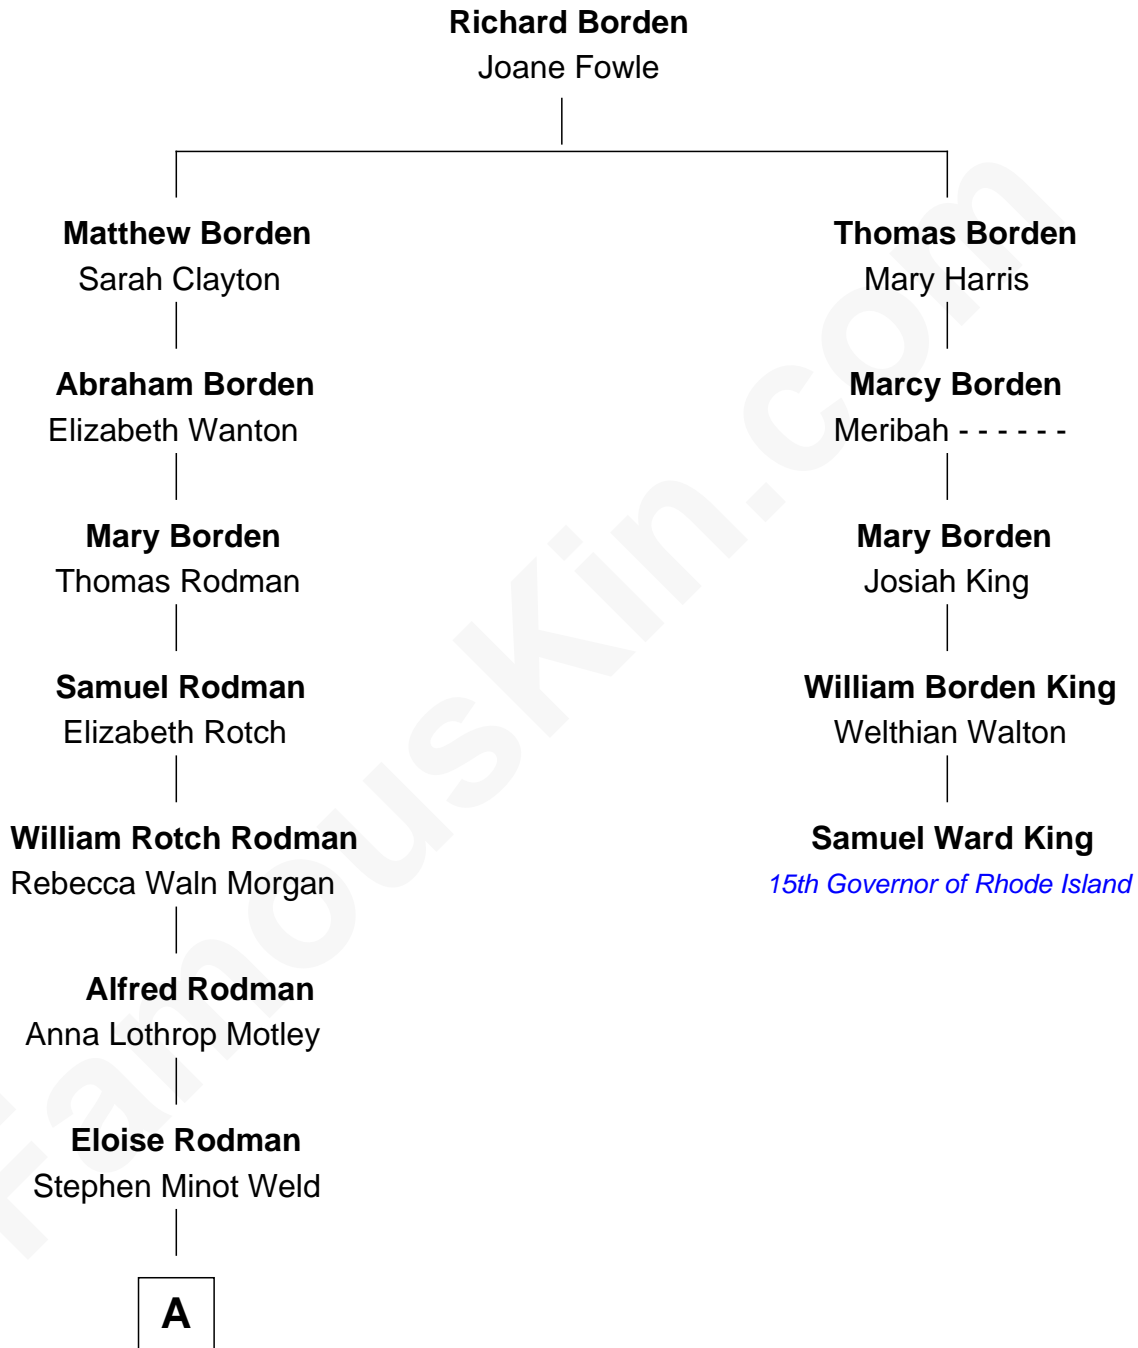 Richard Borden
Joane Fowle
Matthew Borden
Sarah Clayton
Abraham Borden
Elizabeth Wanton
Mary Borden
Thomas Rodman
Samuel Rodman
Elizabeth Rotch
William Rotch Rodman
Rebecca Waln Morgan
Alfred Rodman
Anna Lothrop Motley
Eloise Rodman
Stephen Minot Weld
A
Thomas Borden
Mary Harris
Marcy Borden
Meribah - - - - - -
Mary Borden
Josiah King
William Borden King
Welthian Walton
Samuel Ward King
15th Governor of Rhode Island
FamousKin.com